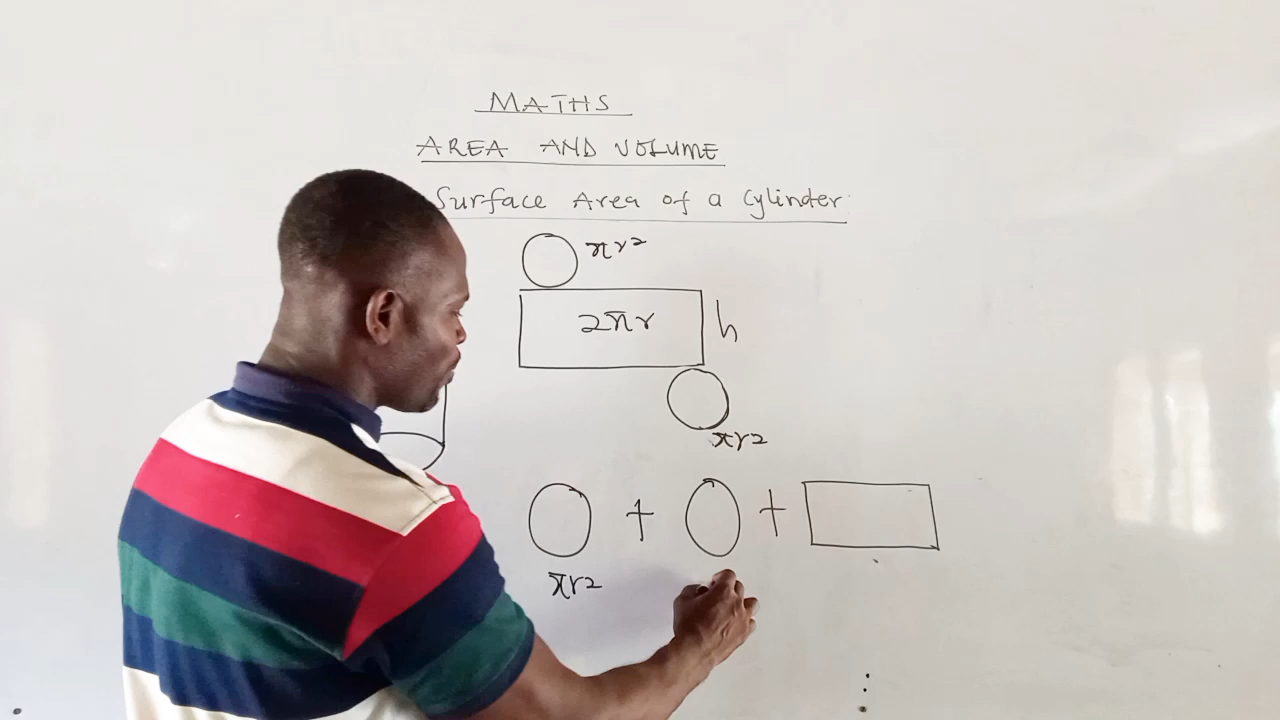 MATHS
AREA AND VOLUME
Surface Area of a Cylinder
πr2
2πr h
πr2
+ +
πr2